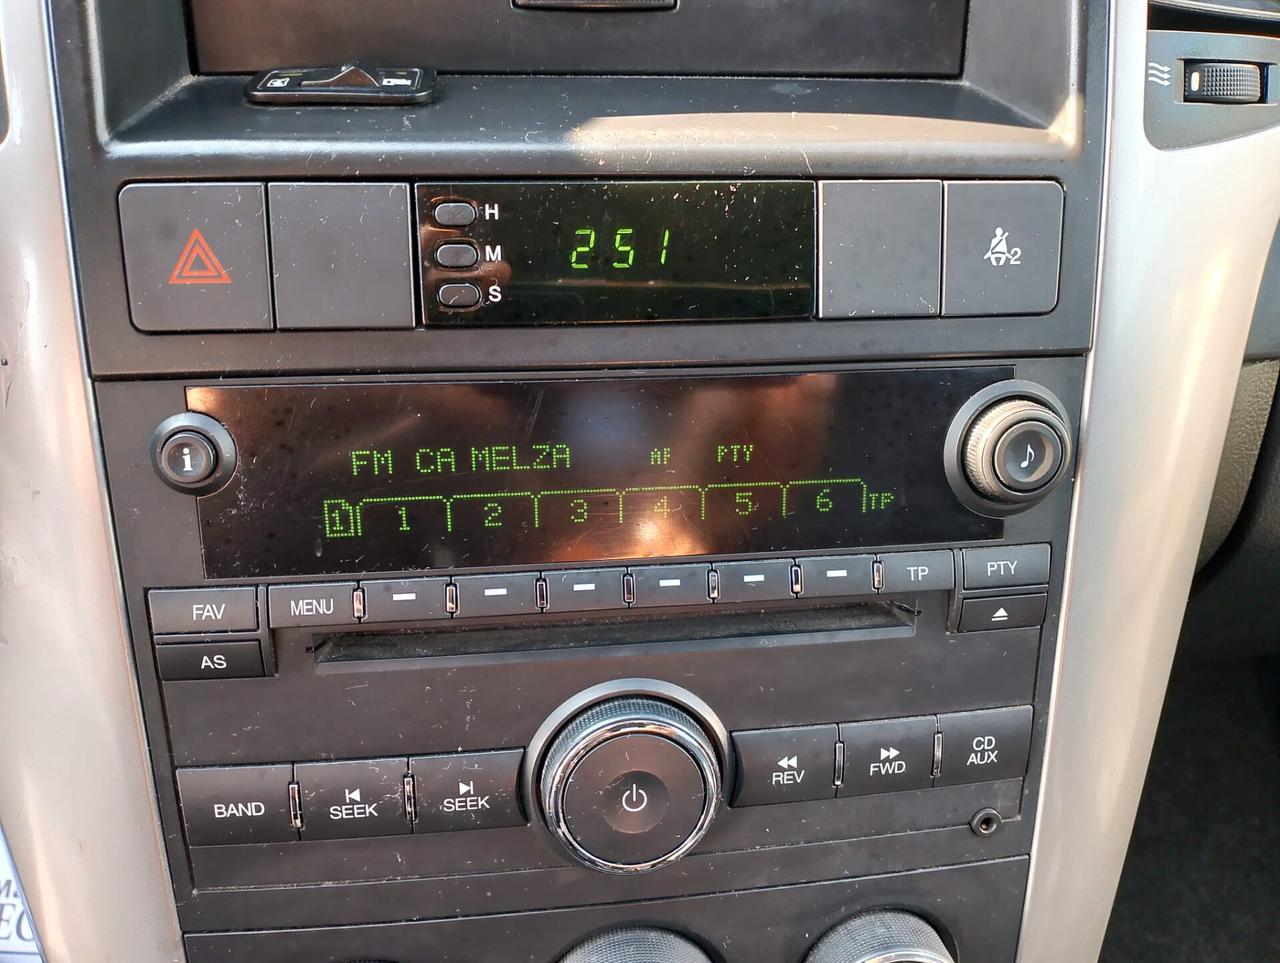 H
M
251
S
2
i
FM CA MELZA AF PTY
1 2 3 4 5 6 TP
FAV MENU TP PTY
AS
BAND SEEK SEEK REV FWD CD AUX